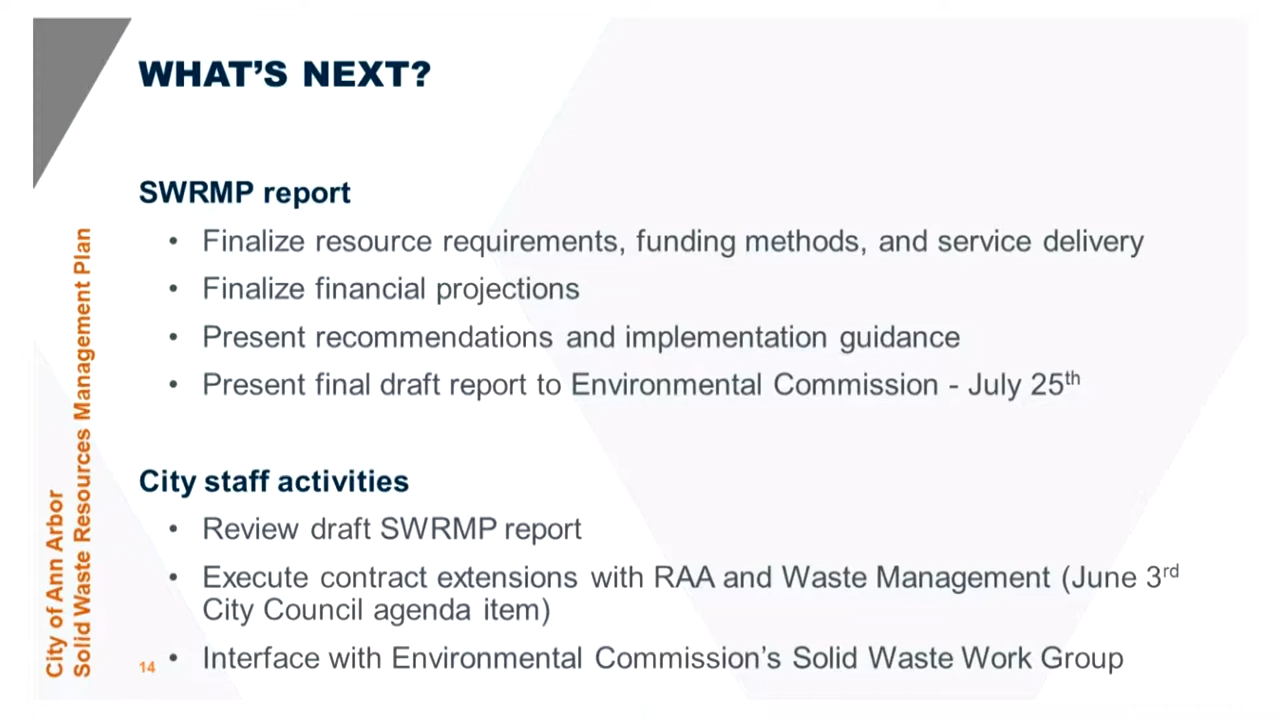 WHAT'S NEXT?
SWRMP report
• Finalize resource requirements, funding methods, and service delivery
• Finalize financial projections
• Present recommendations and implementation guidance
• Present final draft report to Environmental Commission - July 25th
City staff activities
• Review draft SWRMP report
• Execute contract extensions with RAA and Waste Management (June 3rd
City Council agenda item)
• Interface with Environmental Commission's Solid Waste Work Group
14
City of Ann Arbor
Solid Waste Resources Management Plan